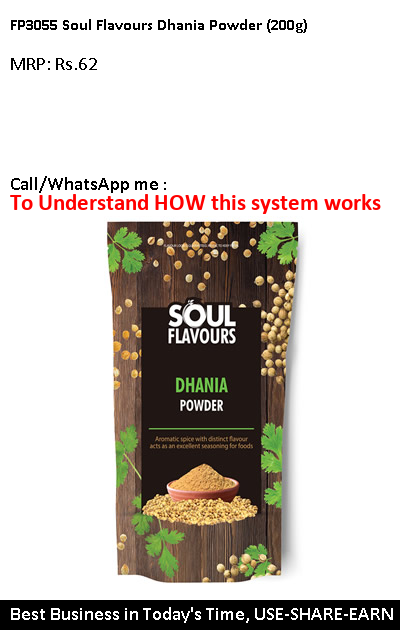 FP3055 Soul Flavours Dhania Powder (200g)
MRP: Rs.62
Call/WhatsApp me :
To Understand HOW this system works
SOUL
FLAVOURS
DHANIA
POWDER
Aromatic spice with distinct flavour
acts as an excellent seasoning for foods
Best Business in Today's Time, USE-SHARE-EARN